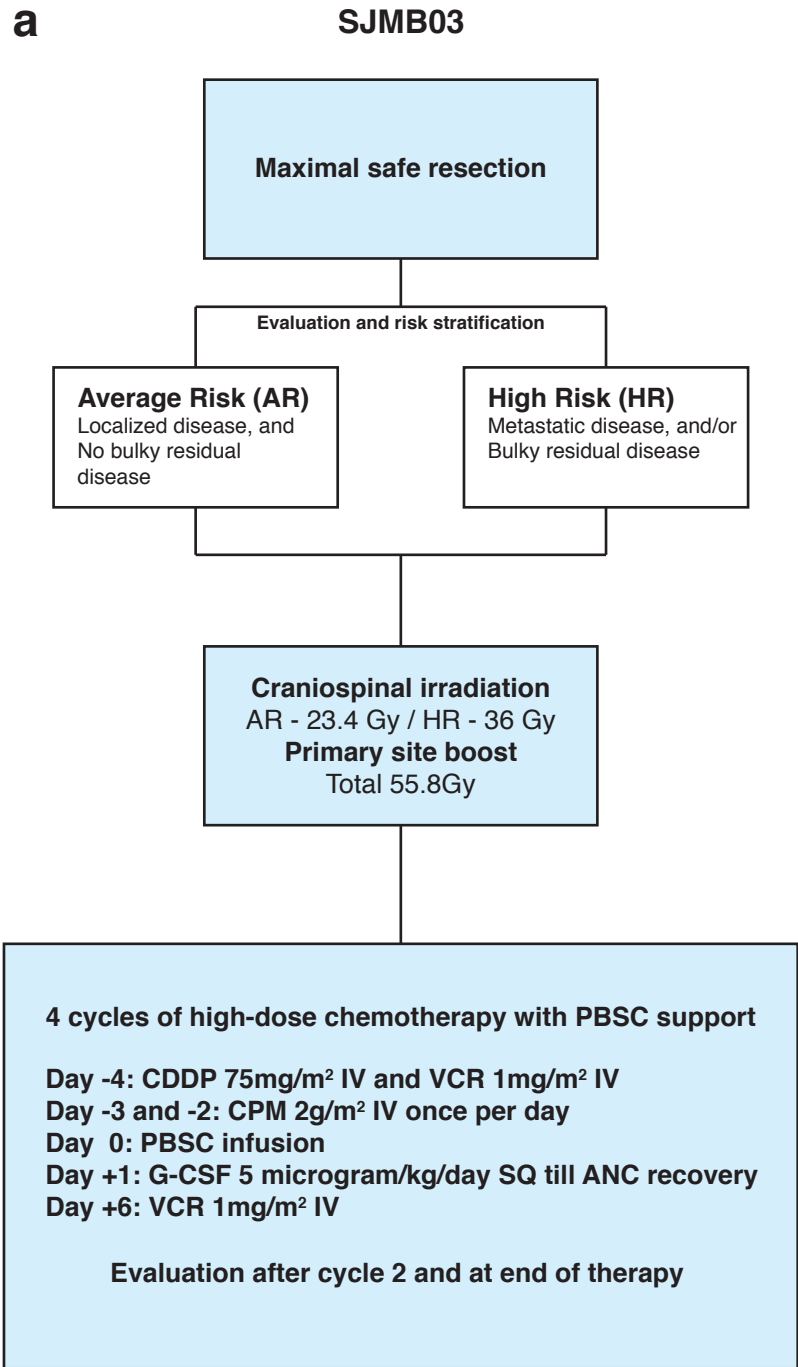 a
SJMB03
Maximal safe resection
Evaluation and risk stratification
Average Risk (AR)
Localized disease, and
No bulky residual
disease
High Risk (HR)
Metastatic disease, and/or
Bulky residual disease
Craniospinal irradiation
AR - 23.4 Gy / HR - 36 Gy
Primary site boost
Total 55.8Gy
4 cycles of high-dose chemotherapy with PBSC support
Day -4: CDDP 75mg/m² IV and VCR 1mg/m² IV
Day -3 and -2: CPM 2g/m² IV once per day
Day  0: PBSC infusion
Day +1: G-CSF 5 microgram/kg/day SQ till ANC recovery
Day +6: VCR 1mg/m² IV
Evaluation after cycle 2 and at end of therapy